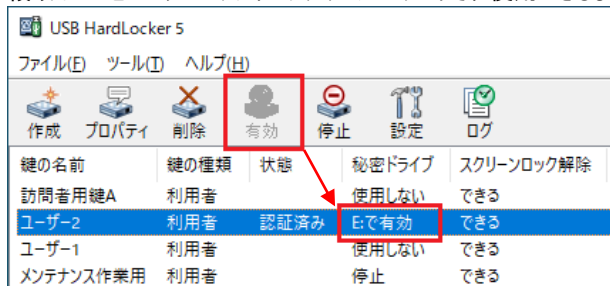 USB HardLocker 5
ファイル(F) ツール(T) ヘルプ(H)
作成 プロパティ 削除 有効 停止 設定 ログ
鍵の名前 鍵の種類 状態 秘密ドライブ スクリーンロック解除
訪問者用鍵A 利用者 使用しない できる
ユーザー2 利用者 認証済み E:で有効 できる
ユーザー1 利用者 使用しない できる
メンテナンス作業用 利用者 停止 できる